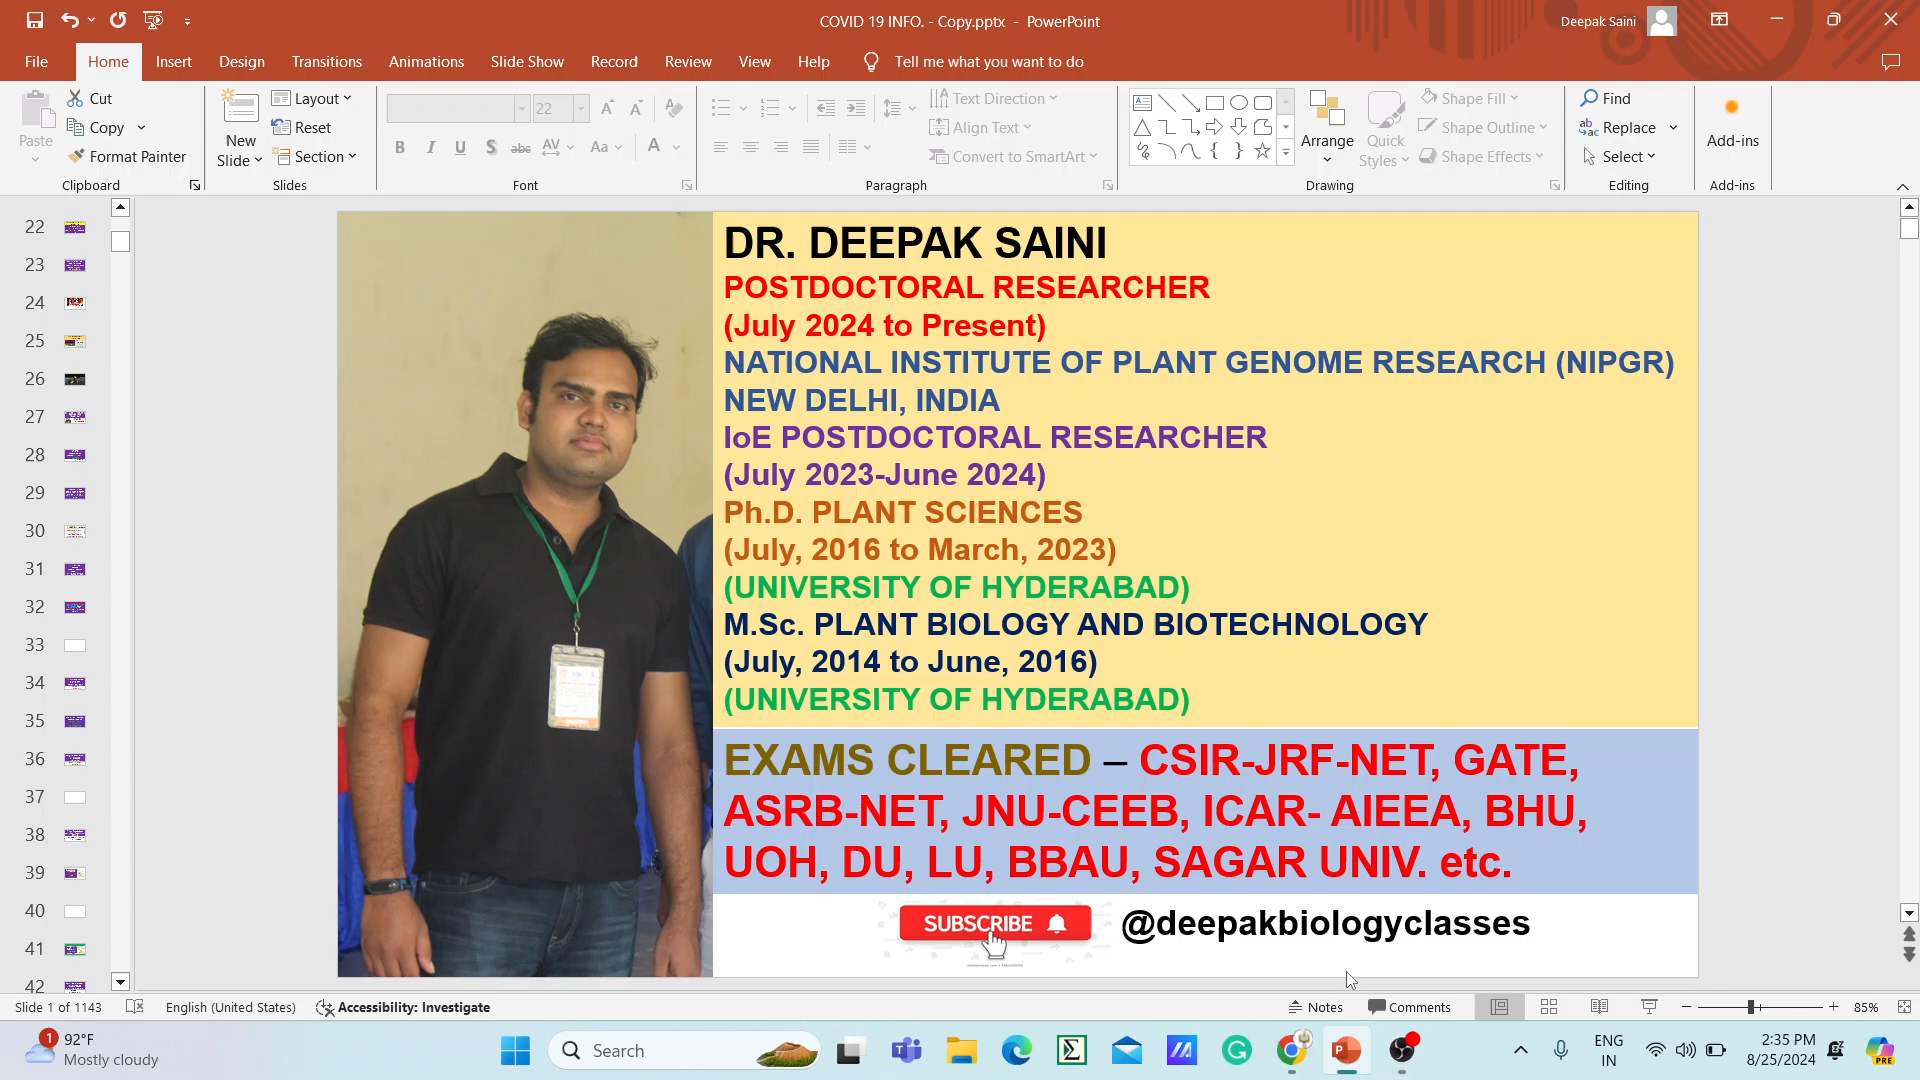 COVID 19 INFO. - Copy.pptx - PowerPoint
Deepak Saini
File Home Insert Design Transitions Animations Slide Show Record Review View Help Tell me what you want to do
Paste
Cut
Copy
Format Painter
Clipboard
New Slide
Layout
Reset
Section
Slides
22
B I U S abc AV Aa A
Font
Text Direction
Align Text
Convert to SmartArt
Paragraph
Arrange
Quick Styles
Shape Fill
Shape Outline
Shape Effects
Drawing
Find
Replace
Select
Editing
Add-ins
Add-ins
22
23
24
25
26
27
28
29
30
31
32
33
34
35
36
37
38
39
40
41
42
DR. DEEPAK SAINI
POSTDOCTORAL RESEARCHER
(July 2024 to Present)
NATIONAL INSTITUTE OF PLANT GENOME RESEARCH (NIPGR)
NEW DELHI, INDIA
IoE POSTDOCTORAL RESEARCHER
(July 2023-June 2024)
Ph.D. PLANT SCIENCES
(July, 2016 to March, 2023)
(UNIVERSITY OF HYDERABAD)
M.Sc. PLANT BIOLOGY AND BIOTECHNOLOGY
(July, 2014 to June, 2016)
(UNIVERSITY OF HYDERABAD)
EXAMS CLEARED – CSIR-JRF-NET, GATE,
ASRB-NET, JNU-CEEB, ICAR- AIEEA, BHU,
UOH, DU, LU, BBAU, SAGAR UNIV. etc.
SUBSCRIBE @deepakbiologyclasses
Slide 1 of 1143 English (United States) Accessibility: Investigate Notes Comments 85%
1 92°F
Mostly cloudy
Search
ENG
IN
2:35 PM
8/25/2024
PRE